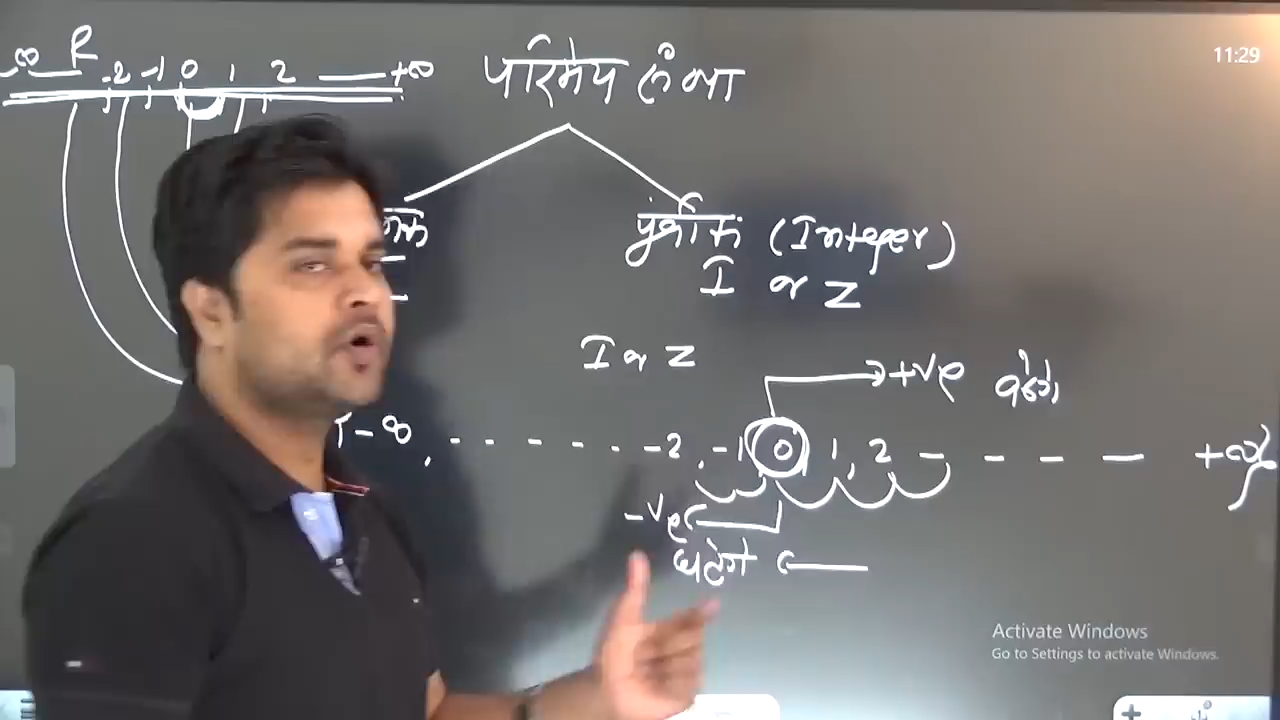 11:29
∞ R -2 -1 0 1 2 +∞
परिमेय संख्या
पूर्णांक (Integer)
I or Z
I or Z
+ve बढेंगे
{-∞, - - - - - -2, -1 0 1, 2 - - - - +∞}
-ve
घटेंगे
Activate Windows
Go to Settings to activate Windows.